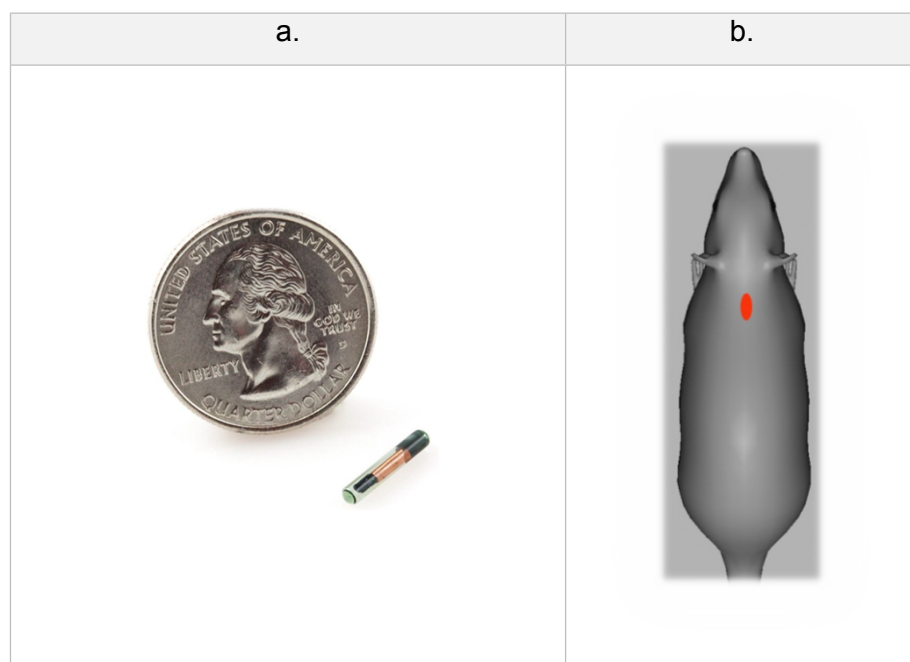 a.
b.
UNITED STATES OF AMERICA
IN
GOD WE
TRUST
D
LIBERTY
QUARTER DOLLAR